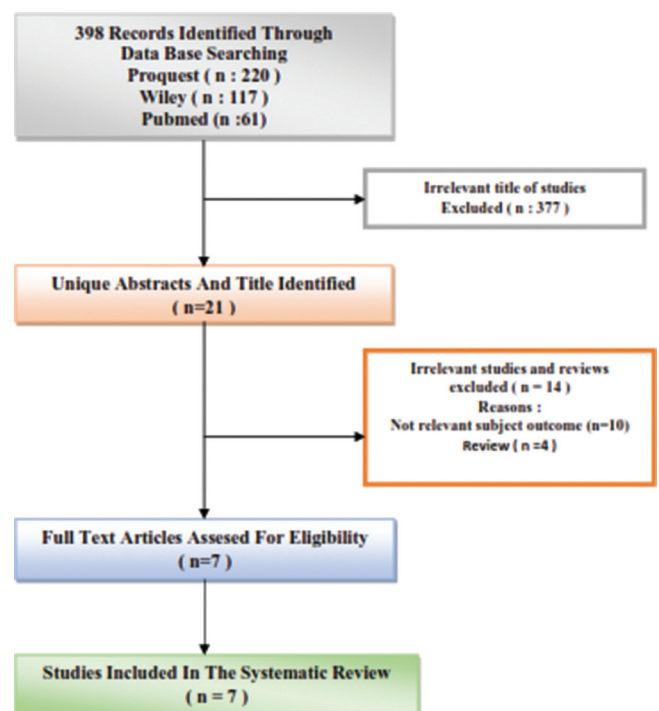 398 Records Identified Through
Data Base Searching
Proquest ( n : 220 )
Wiley ( n : 117 )
Pubmed (n :61)
Irrelevant title of studies
Excluded ( n : 377 )
Unique Abstracts And Title Identified
( n=21 )
Irrelevant studies and reviews
excluded ( n = 14 )
Reasons :
Not relevant subject outcome (n=10)
Review ( n =4 )
Full Text Articles Assesed For Eligibility
( n=7 )
Studies Included In The Systematic Review
( n = 7 )